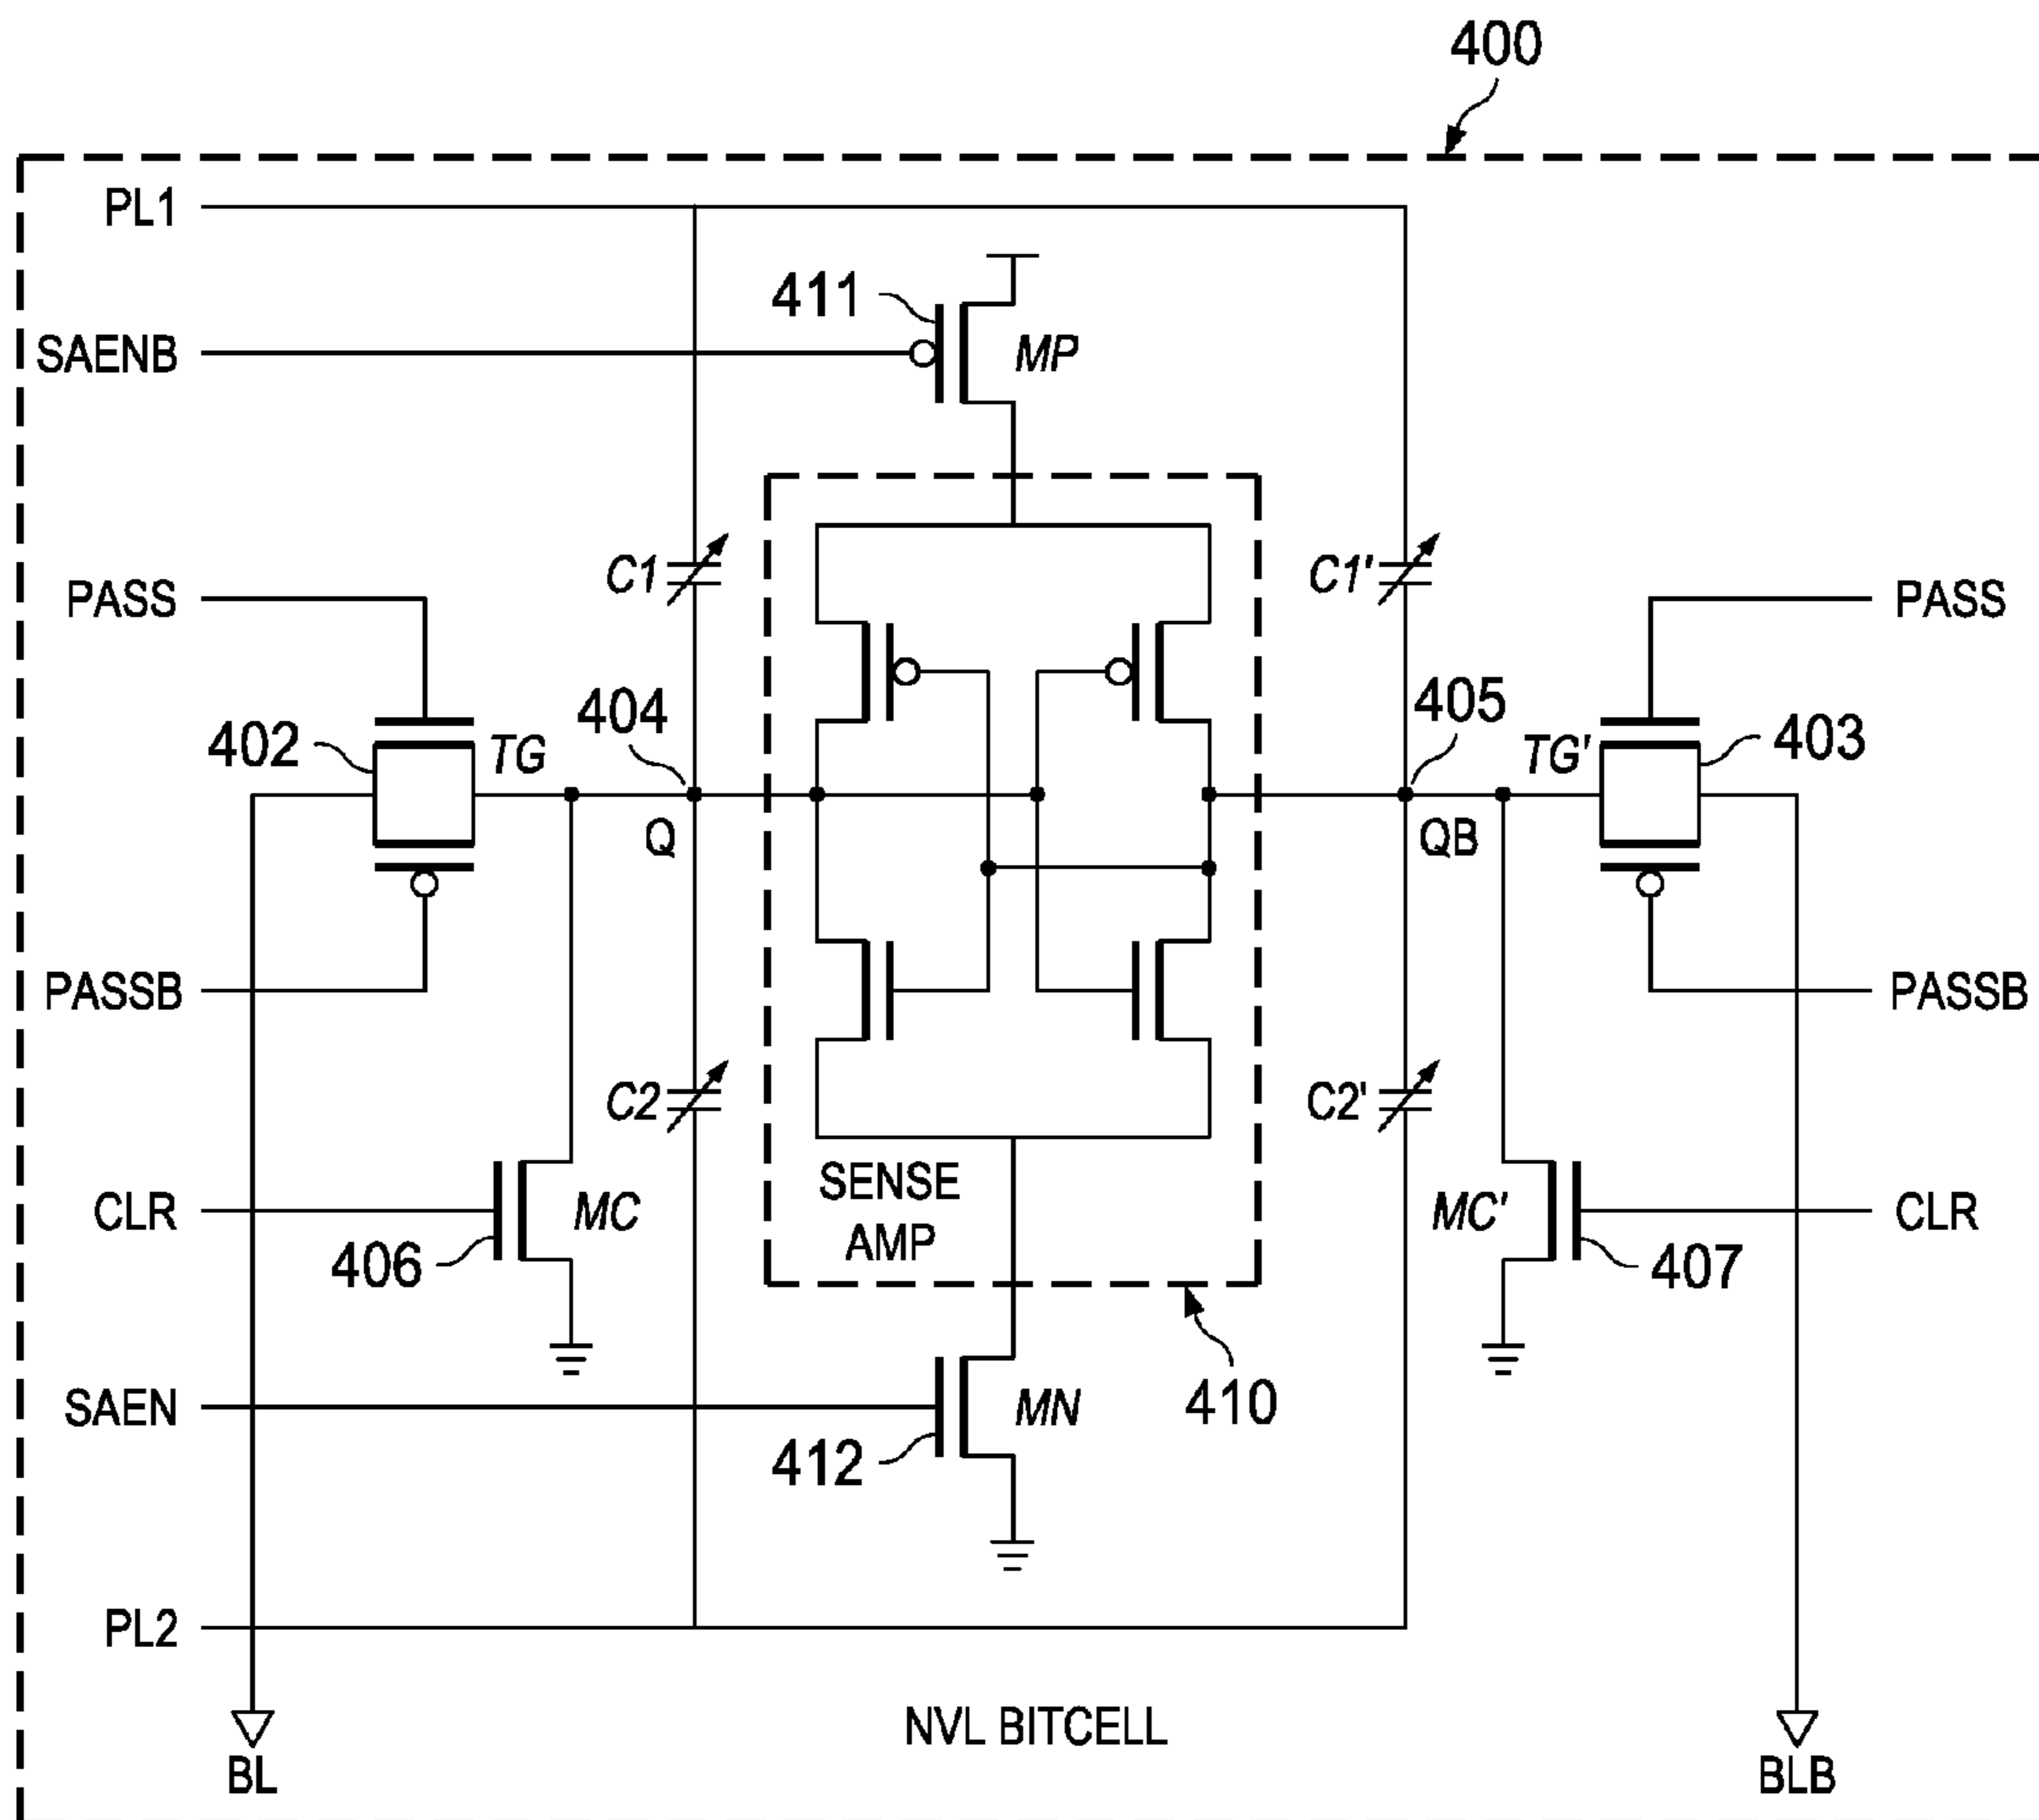 400
PL1
411
SAENB
MP
C1
C1'
PASS
PASS
404
405
402
TG
TG'
403
Q
QB
PASSB
PASSB
C2
C2'
SENSE
AMP
CLR
MC
MC'
CLR
406
407
SAEN
MN
410
412
PL2
NVL BITCELL
BL
BLB